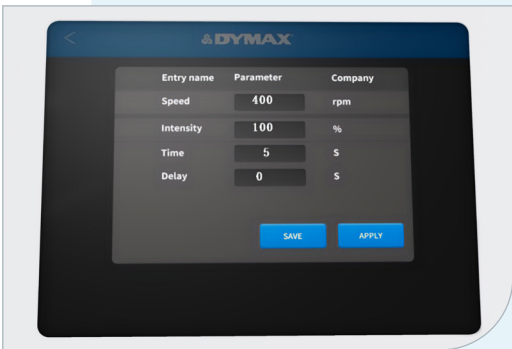 DYMAX
Entry name Parameter Company
Speed 400 rpm
Intensity 100 %
Time 5 S
Delay 0 S
SAVE APPLY